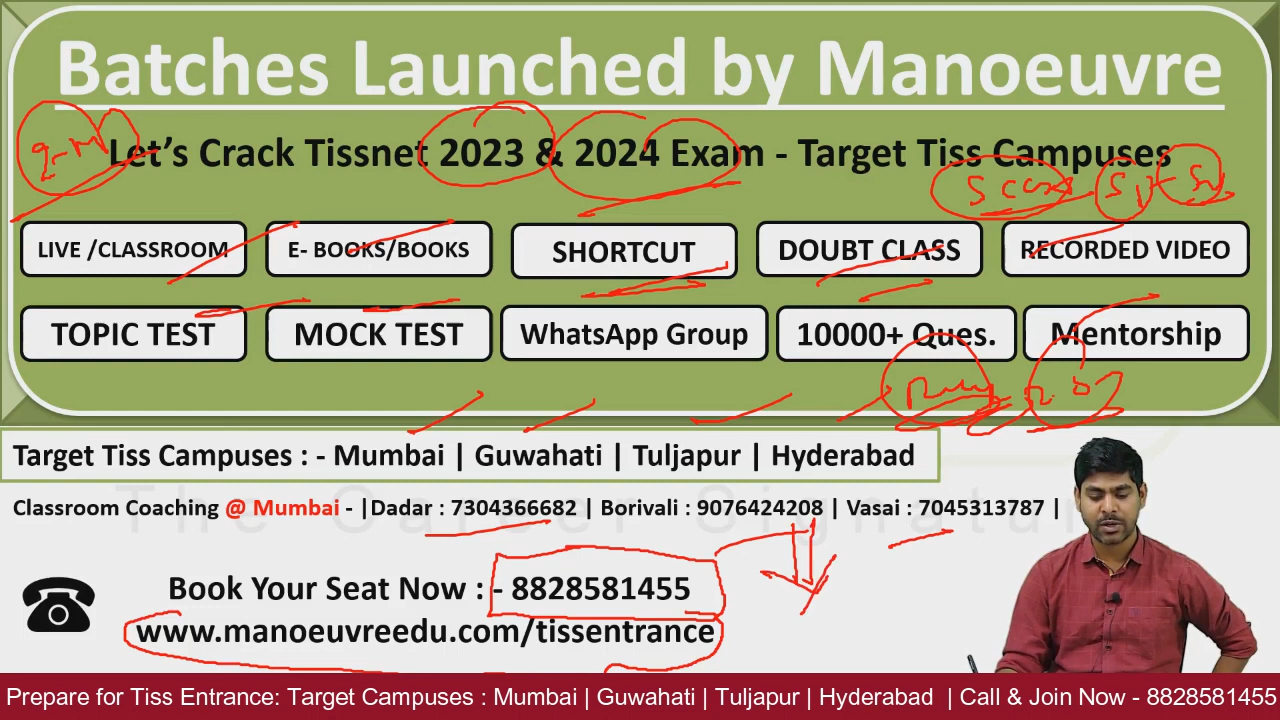 Batches Launched by Manoeuvre
Let's Crack Tissnet 2023 & 2024 Exam - Target Tiss Campuses
LIVE /CLASSROOM
E- BOOKS/BOOKS
SHORTCUT
DOUBT CLASS
RECORDED VIDEO
TOPIC TEST
MOCK TEST
WhatsApp Group
10000+ Ques.
Mentorship
Target Tiss Campuses : - Mumbai | Guwahati | Tuljapur | Hyderabad
Classroom Coaching @ Mumbai - |Dadar : 7304366682 | Borivali : 9076424208 | Vasai : 7045313787 |
Book Your Seat Now : - 8828581455
www.manoeuvreedu.com/tissentrance
Prepare for Tiss Entrance: Target Campuses : Mumbai | Guwahati | Tuljapur | Hyderabad | Call & Join Now - 8828581455